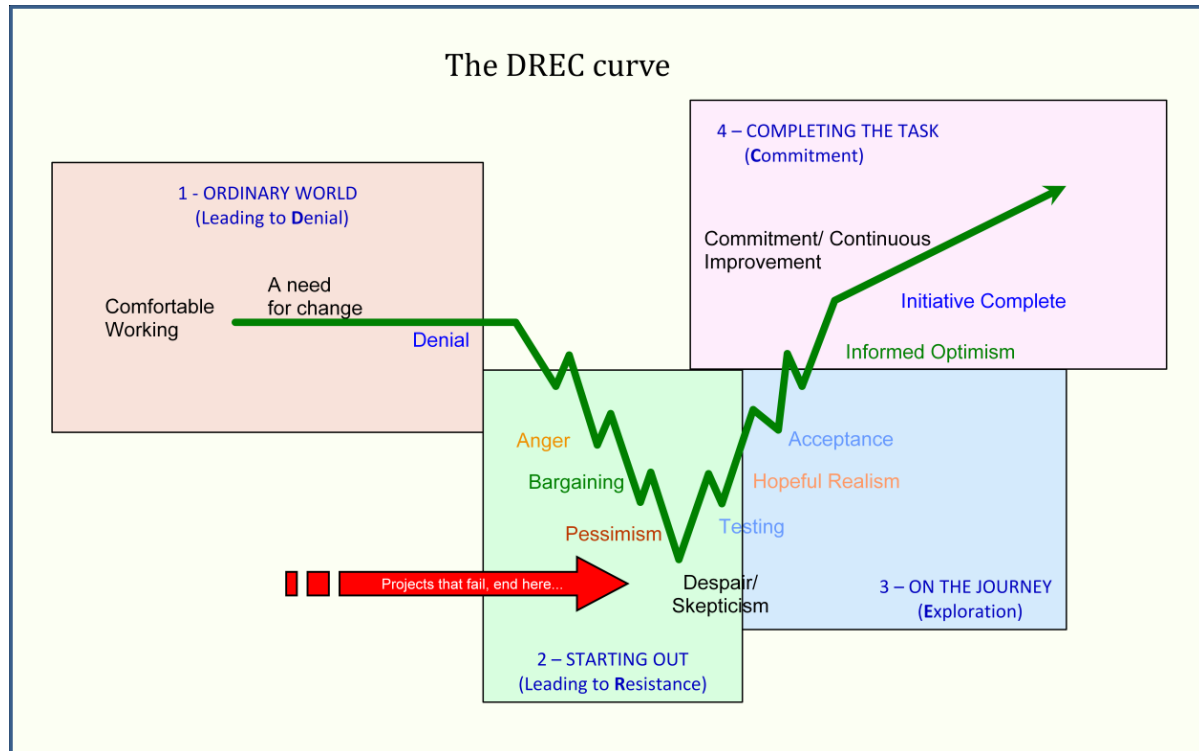 The DREC curve
1 - ORDINARY WORLD
(Leading to Denial)
Comfortable
Working
A need
for change
Denial
Anger
Bargaining
Pessimism
Projects that fail, end here...
Despair/
Skepticism
2 – STARTING OUT
(Leading to Resistance)
Testing
Hopeful Realism
Acceptance
3 – ON THE JOURNEY
(Exploration)
4 – COMPLETING THE TASK
(Commitment)
Commitment/ Continuous
Improvement
Initiative Complete
Informed Optimism